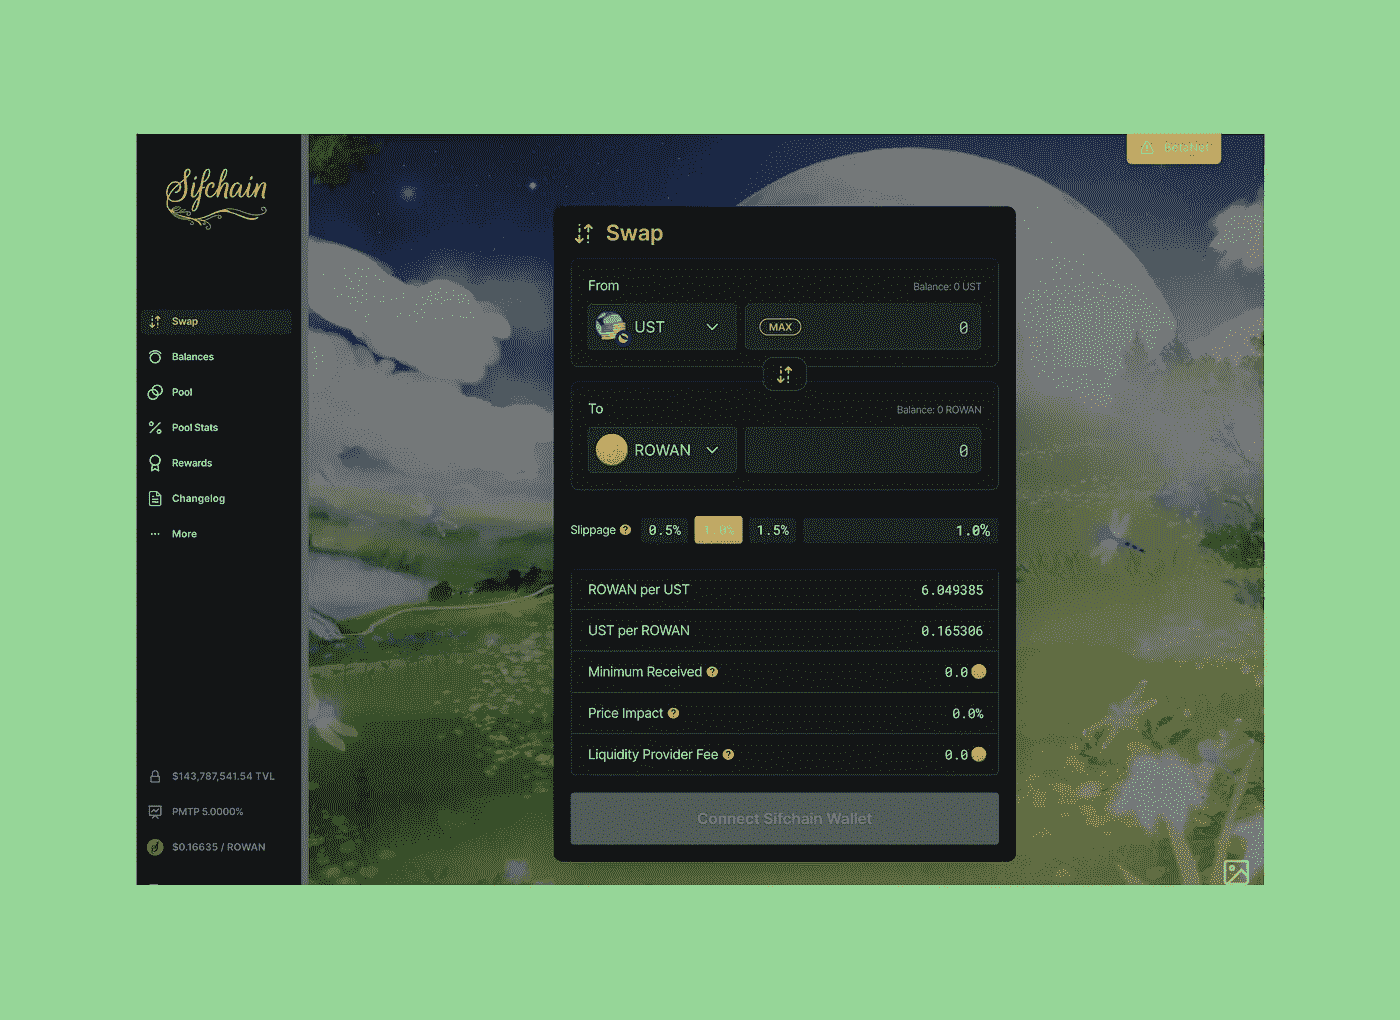 Sifchain
Swap
Balances
Pool
Pool Stats
Rewards
Changelog
More
$143,787,541.54 TVL
PMTP 5.0000%
$0.16635 / ROWAN
Swap
From
Balance: 0 UST
UST
MAX
0
To
Balance: 0 ROWAN
ROWAN
0
Slippage ? 0.5% 1.0% 1.5% 1.0%
ROWAN per UST 6.049385
UST per ROWAN 0.165306
Minimum Received ? 0.0
Price Impact ? 0.0%
Liquidity Provider Fee ? 0.0
Connect Sifchain Wallet